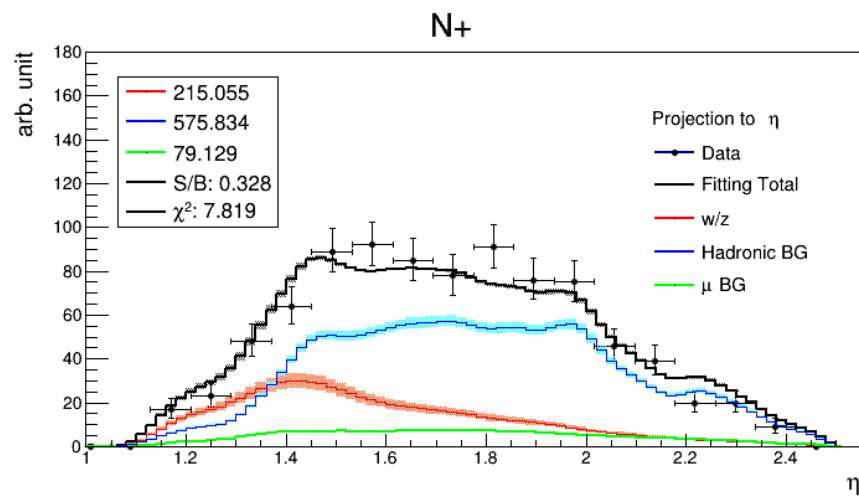 N+
arb. unit
180
160
140
120
100
80
60
40
20
0
215.055
575.834
79.129
S/B: 0.328
χ²: 7.819
Projection to η
Data
Fitting Total
w/z
Hadronic BG
μ BG
1 1.2 1.4 1.6 1.8 2 2.2 2.4
η